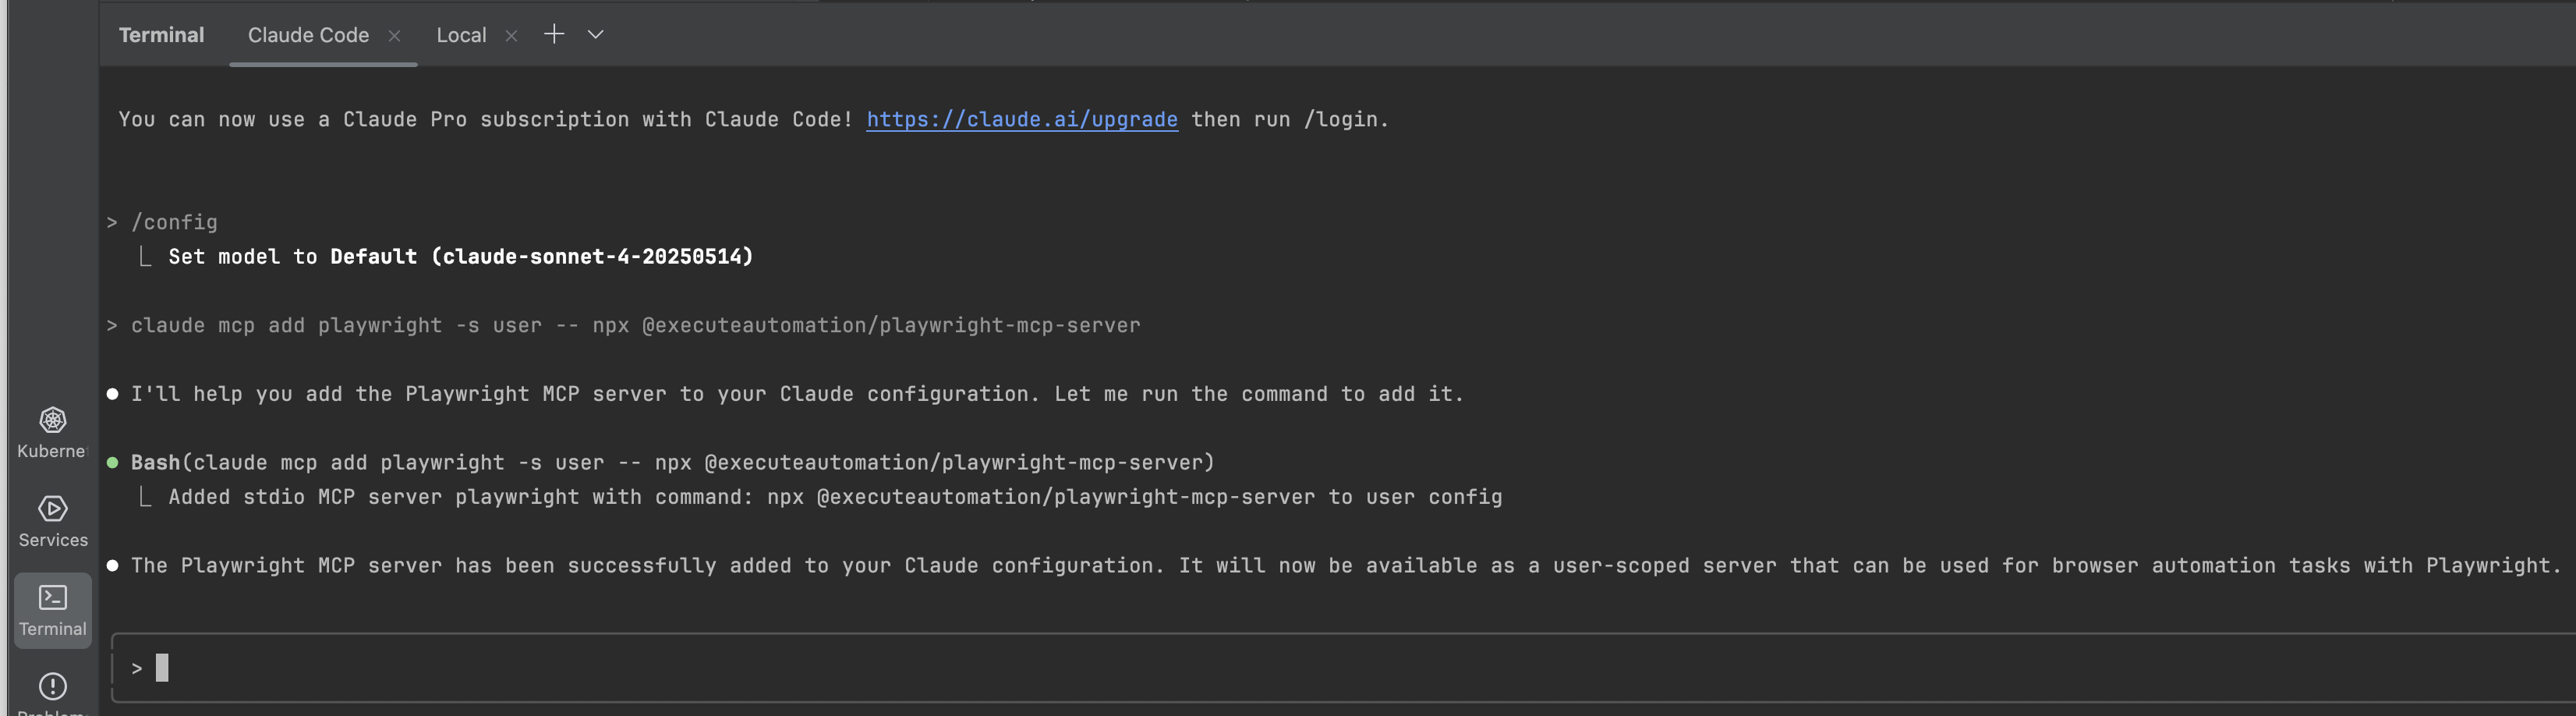 Terminal Claude Code Local
You can now use a Claude Pro subscription with Claude Code! https://claude.ai/upgrade then run /login.
> /config
⎿ Set model to Default (claude-sonnet-4-20250514)
> claude mcp add playwright -s user -- npx @executeautomation/playwright-mcp-server
● I'll help you add the Playwright MCP server to your Claude configuration. Let me run the command to add it.
● Bash(claude mcp add playwright -s user -- npx @executeautomation/playwright-mcp-server)
⎿ Added stdio MCP server playwright with command: npx @executeautomation/playwright-mcp-server to user config
● The Playwright MCP server has been successfully added to your Claude configuration. It will now be available as a user-scoped server that can be used for browser automation tasks with Playwright.
>
Kuberne
Services
Terminal